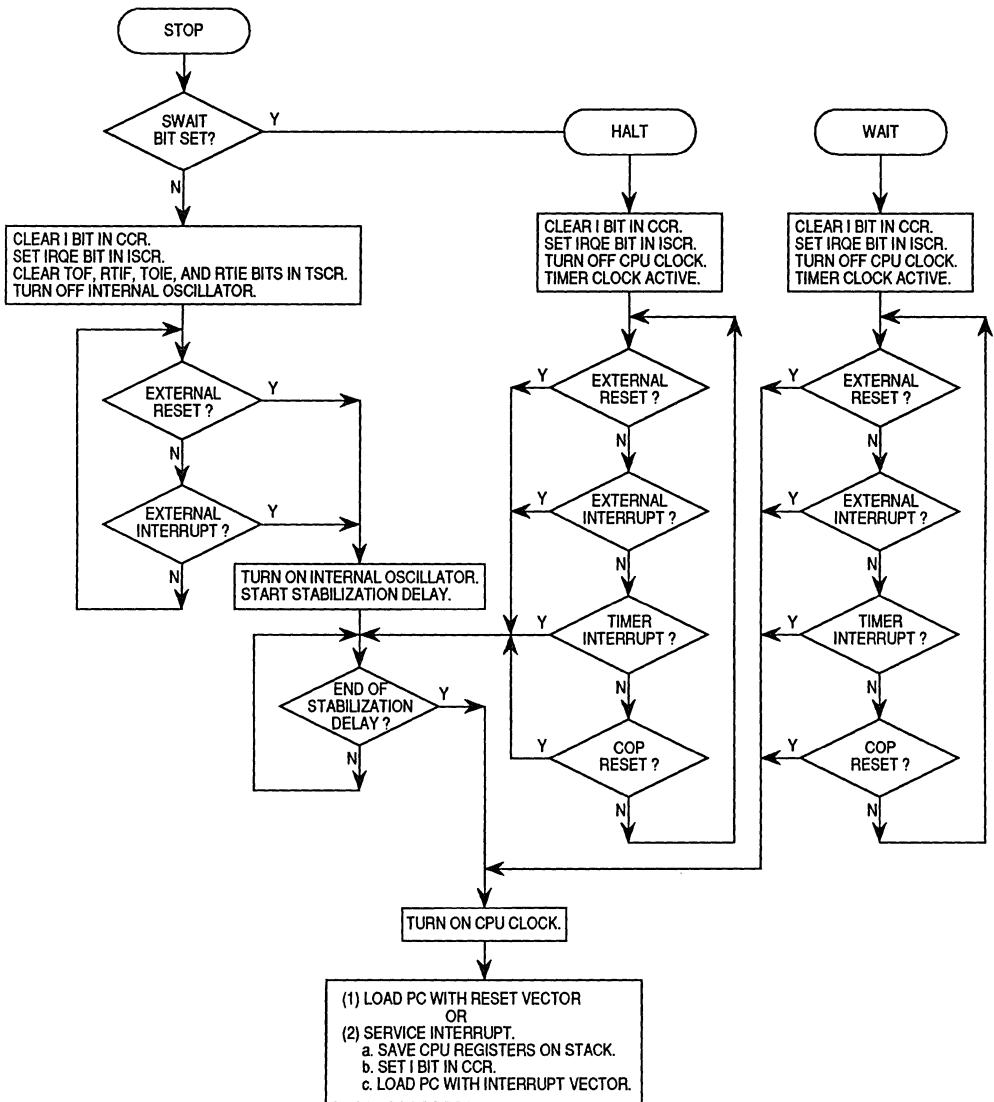 STOP
SWAIT
BIT SET?
Y
N
HALT
WAIT
CLEAR I BIT IN CCR.
SET IRQE BIT IN ISCR.
CLEAR TOF, RTIF, TOIE, AND RTIE BITS IN TSCR.
TURN OFF INTERNAL OSCILLATOR.
CLEAR I BIT IN CCR.
SET IRQE BIT IN ISCR.
TURN OFF CPU CLOCK.
TIMER CLOCK ACTIVE.
CLEAR I BIT IN CCR.
SET IRQE BIT IN ISCR.
TURN OFF CPU CLOCK.
TIMER CLOCK ACTIVE.
EXTERNAL
RESET ?
Y
N
EXTERNAL
INTERRUPT ?
Y
N
TURN ON INTERNAL OSCILLATOR.
START STABILIZATION DELAY.
END OF
STABILIZATION
DELAY ?
Y
N
Y
EXTERNAL
RESET ?
N
Y
EXTERNAL
INTERRUPT ?
N
Y
TIMER
INTERRUPT ?
N
Y
COP
RESET ?
N
Y
EXTERNAL
RESET ?
N
Y
EXTERNAL
INTERRUPT ?
N
Y
TIMER
INTERRUPT ?
N
Y
COP
RESET ?
N
TURN ON CPU CLOCK.
(1) LOAD PC WITH RESET VECTOR
OR
(2) SERVICE INTERRUPT.
a. SAVE CPU REGISTERS ON STACK.
b. SET I BIT IN CCR.
c. LOAD PC WITH INTERRUPT VECTOR.